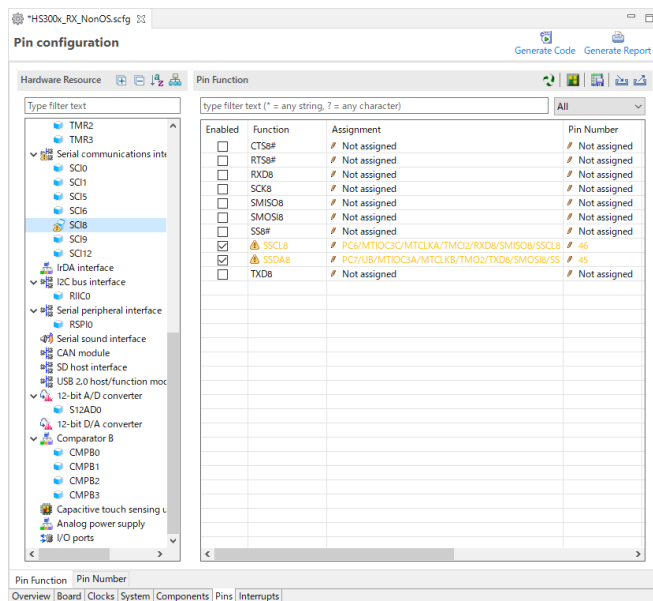 *HS300x_RX_NonOS.scfg
Pin configuration
Generate Code Generate Report
Hardware Resource
Pin Function
Type filter text
type filter text (* = any string, ? = any character)
All
Enabled Function Assignment Pin Number
TMR2
TMR3
Serial communications inte
SCI0
SCI1
SCI5
SCI6
SCI8
SCI9
SCI12
IrDA interface
I2C bus interface
RIIC0
Serial peripheral interface
RSPI0
Serial sound interface
CAN module
SD host interface
USB 2.0 host/function mod
12-bit A/D converter
S12AD0
12-bit D/A converter
Comparator B
CMPB0
CMPB1
CMPB2
CMPB3
Capacitive touch sensing u
Analog power supply
I/O ports
CTS8# Not assigned Not assigned
RTS8# Not assigned Not assigned
RXD8 Not assigned Not assigned
SCK8 Not assigned Not assigned
SMISO8 Not assigned Not assigned
SMOSI8 Not assigned Not assigned
SS8# Not assigned Not assigned
SSCL8 PC6/MTIOC3C/MTCLKA/TMCI2/RXD8/SMISO8/SSCL8 46
SSDA8 PC7/UB/MTIOC3A/MTCLKB/TMO2/TXD8/SMOSI8/SS 45
TXD8 Not assigned Not assigned
Pin Function Pin Number
Overview Board Clocks System Components Pins Interrupts